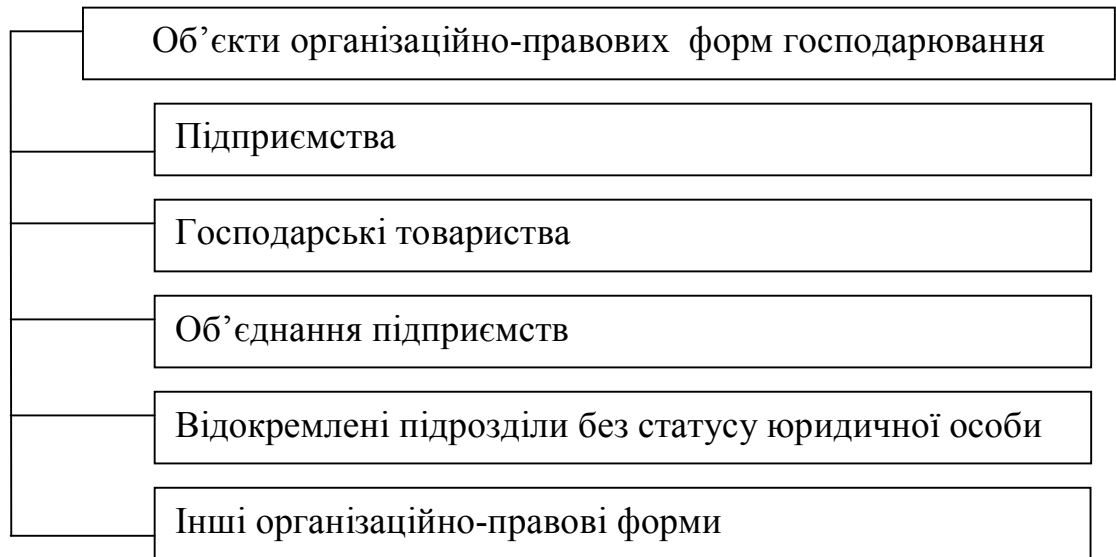 Об’єкти організаційно-правових форм господарювання
Підприємства
Господарські товариства
Об’єднання підприємств
Відокремлені підрозділи без статусу юридичної особи
Інші організаційно-правові форми